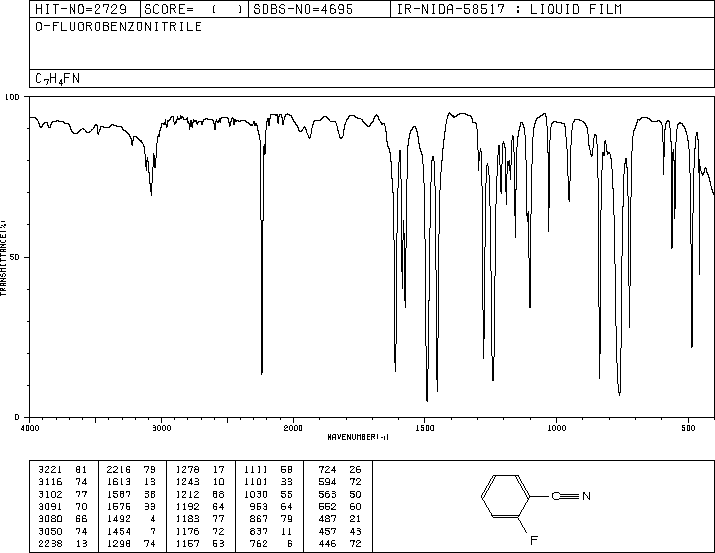 HIT-NO=2729 SCORE= ( ) SDBS-NO=4695 IR-NIDA-58517 : LIQUID FILM
O-FLUOROBENZONITRILE
C7H4FN
100
50
0
TRANSMITTANCE(%)
4000 3000 2000 1500 1000 500
WAVENUMBER(-1)
3221 81 2216 79 1278 17 1111 58 724 26
3116 74 1613 13 1243 10 1101 33 594 72
3102 77 1587 38 1212 68 1030 55 563 50
3091 70 1576 33 1192 64 953 64 552 60
3080 66 1492 4 1183 77 867 79 487 21
3050 74 1454 7 1176 72 837 11 457 43
2238 13 1298 74 1157 53 762 6 446 72
C N
F